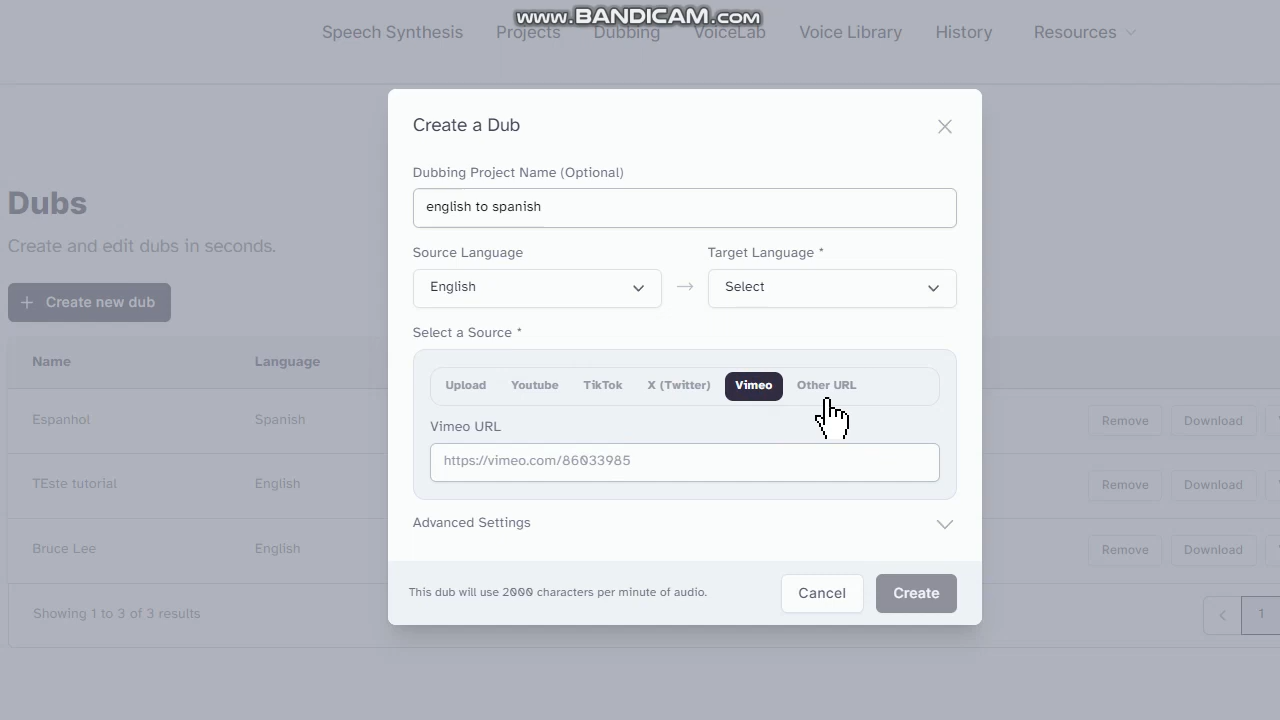 www.BANDICAM.com
Speech Synthesis Projects Dubbing VoiceLab Voice Library History Resources
Create a Dub
Dubbing Project Name (Optional)
english to spanish
Dubs
Create and edit dubs in seconds.
Source Language Target Language *
English Select
+ Create new dub
Select a Source *
Name Language
Upload Youtube TikTok X (Twitter) Vimeo Other URL
Espanhol Spanish Remove Download
Vimeo URL
https://vimeo.com/86033985
TEste tutorial English Remove Download
Advanced Settings
Bruce Lee English Remove Download
This dub will use 2000 characters per minute of audio. Cancel Create
Showing 1 to 3 of 3 results 1